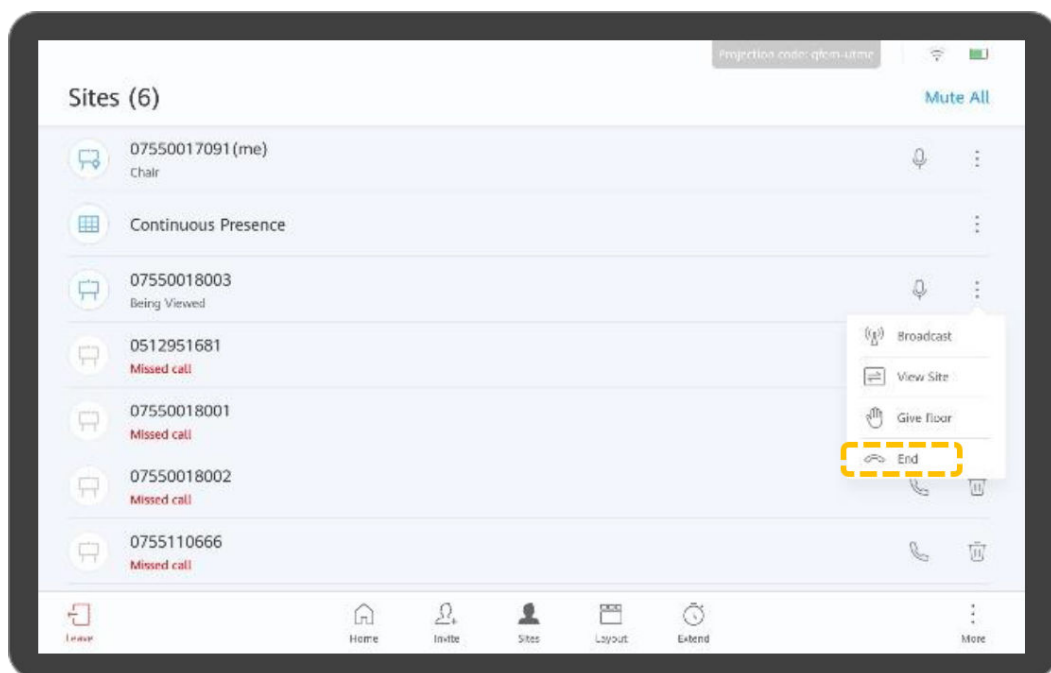 Projection code: qfcm-utme
Sites (6)
Mute All
07550017091(me)
Chair
Continuous Presence
07550018003
Being Viewed
Broadcast
0512951681
Missed call
View Site
07550018001
Missed call
Give floor
End
07550018002
Missed call
0755110666
Missed call
Leave
Home
Invite
Sites
Layout
Extend
More